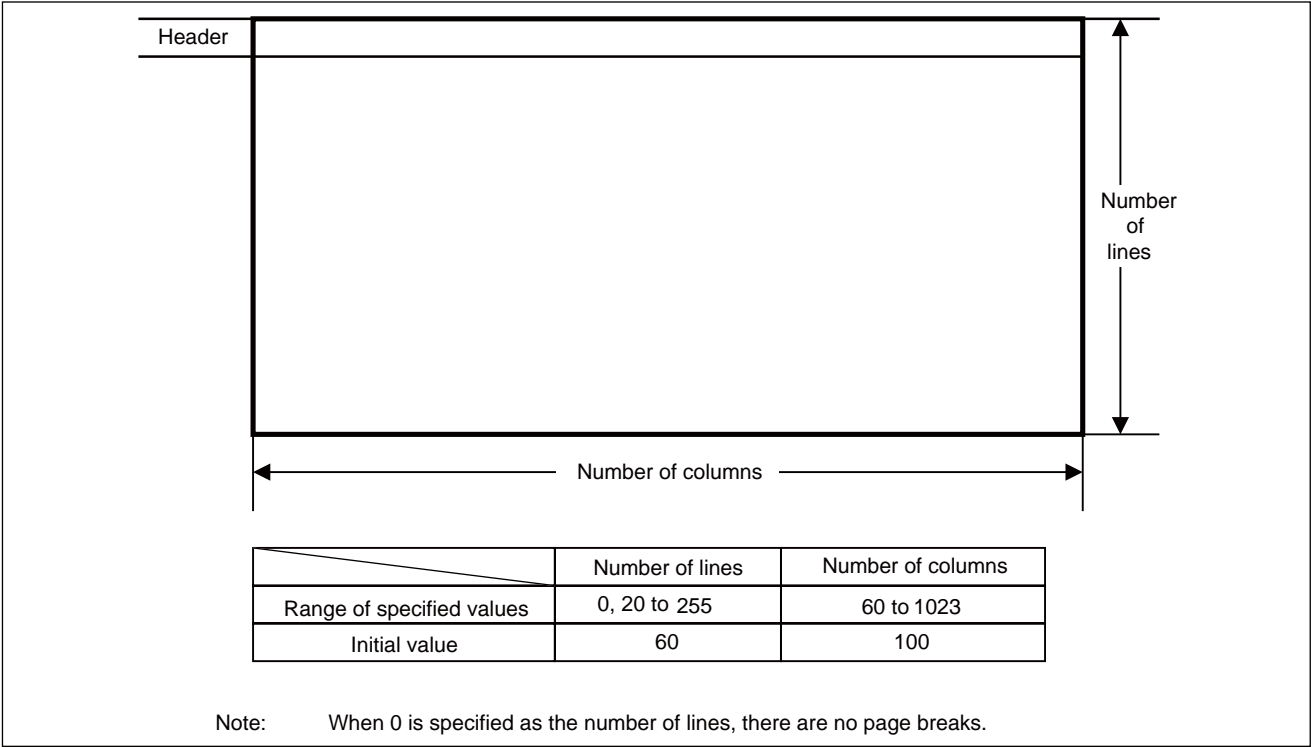 Header
Number
of
lines
Number of columns
Number of lines Number of columns
Range of specified values 0, 20 to 255 60 to 1023
Initial value 60 100
Note: When 0 is specified as the number of lines, there are no page breaks.